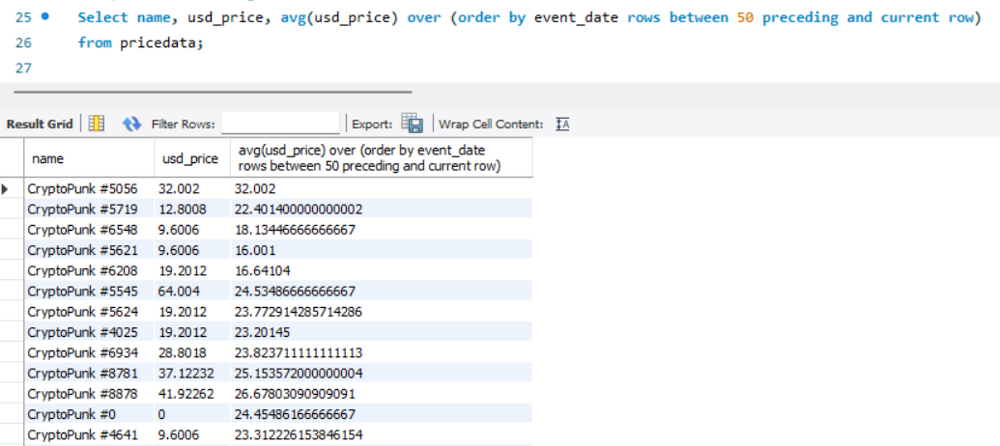 25 Select name, usd_price, avg(usd_price) over (order by event_date rows between 50 preceding and current row)
26 from pricedata;
27
Result Grid Filter Rows: Export: Wrap Cell Content:
name usd_price avg(usd_price) over (order by event_date
rows between 50 preceding and current row)
CryptoPunk #5056 32.002 32.002
CryptoPunk #5719 12.8008 22.401400000000002
CryptoPunk #6548 9.6006 18.13446666666667
CryptoPunk #5621 9.6006 16.001
CryptoPunk #6208 19.2012 16.64104
CryptoPunk #5545 64.004 24.53486666666667
CryptoPunk #5624 19.2012 23.772914285714286
CryptoPunk #4025 19.2012 23.20145
CryptoPunk #6934 28.8018 23.823711111111113
CryptoPunk #8781 37.12232 25.153572000000004
CryptoPunk #8878 41.92262 26.67803090909091
CryptoPunk #0 0 24.45486166666667
CryptoPunk #4641 9.6006 23.312226153846154